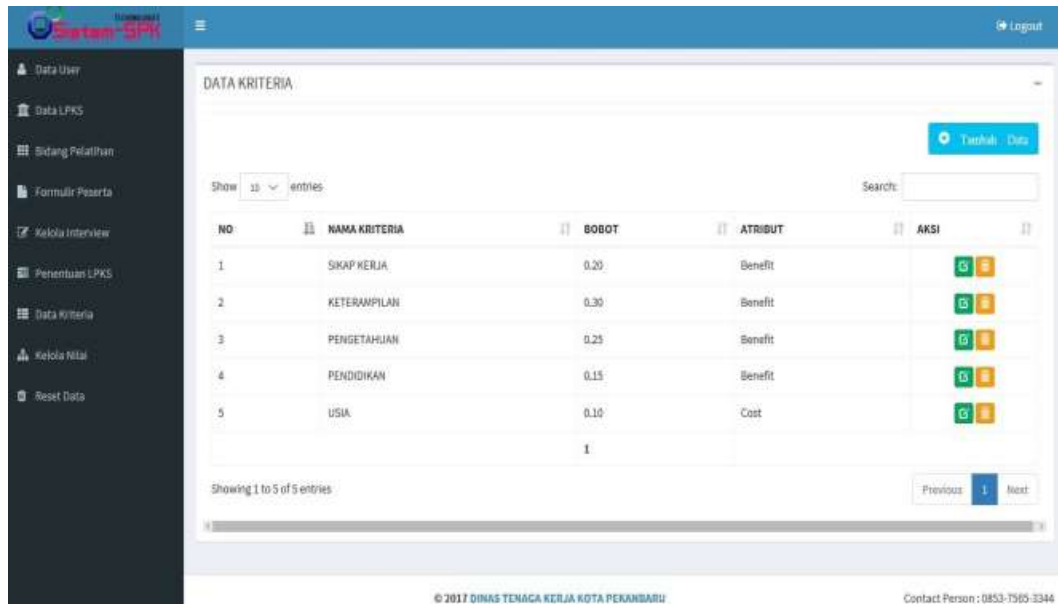 Sistem-SPK
Logout
Data User
Data LPKS
Bidang Pelatihan
Formulir Peserta
Kelola Interview
Penentuan LPKS
Data Kriteria
Kelola Nilai
Reset Data
DATA KRITERIA
Tambah Data
Show 10 entries
Search:
NO NAMA KRITERIA BOBOT ATRIBUT AKSI
1 SIKAP KERJA 0,20 Benefit
2 KETERAMPILAN 0,30 Benefit
3 PENGETAHUAN 0,25 Benefit
4 PENDIDIKAN 0,15 Benefit
5 USIA 0,10 Cost
1
Showing 1 to 5 of 5 entries
Previous 1 Next
© 2017 DINAS TENAGA KERJA KOTA PEKANBARU
Contact Person : 0853-7565-3344